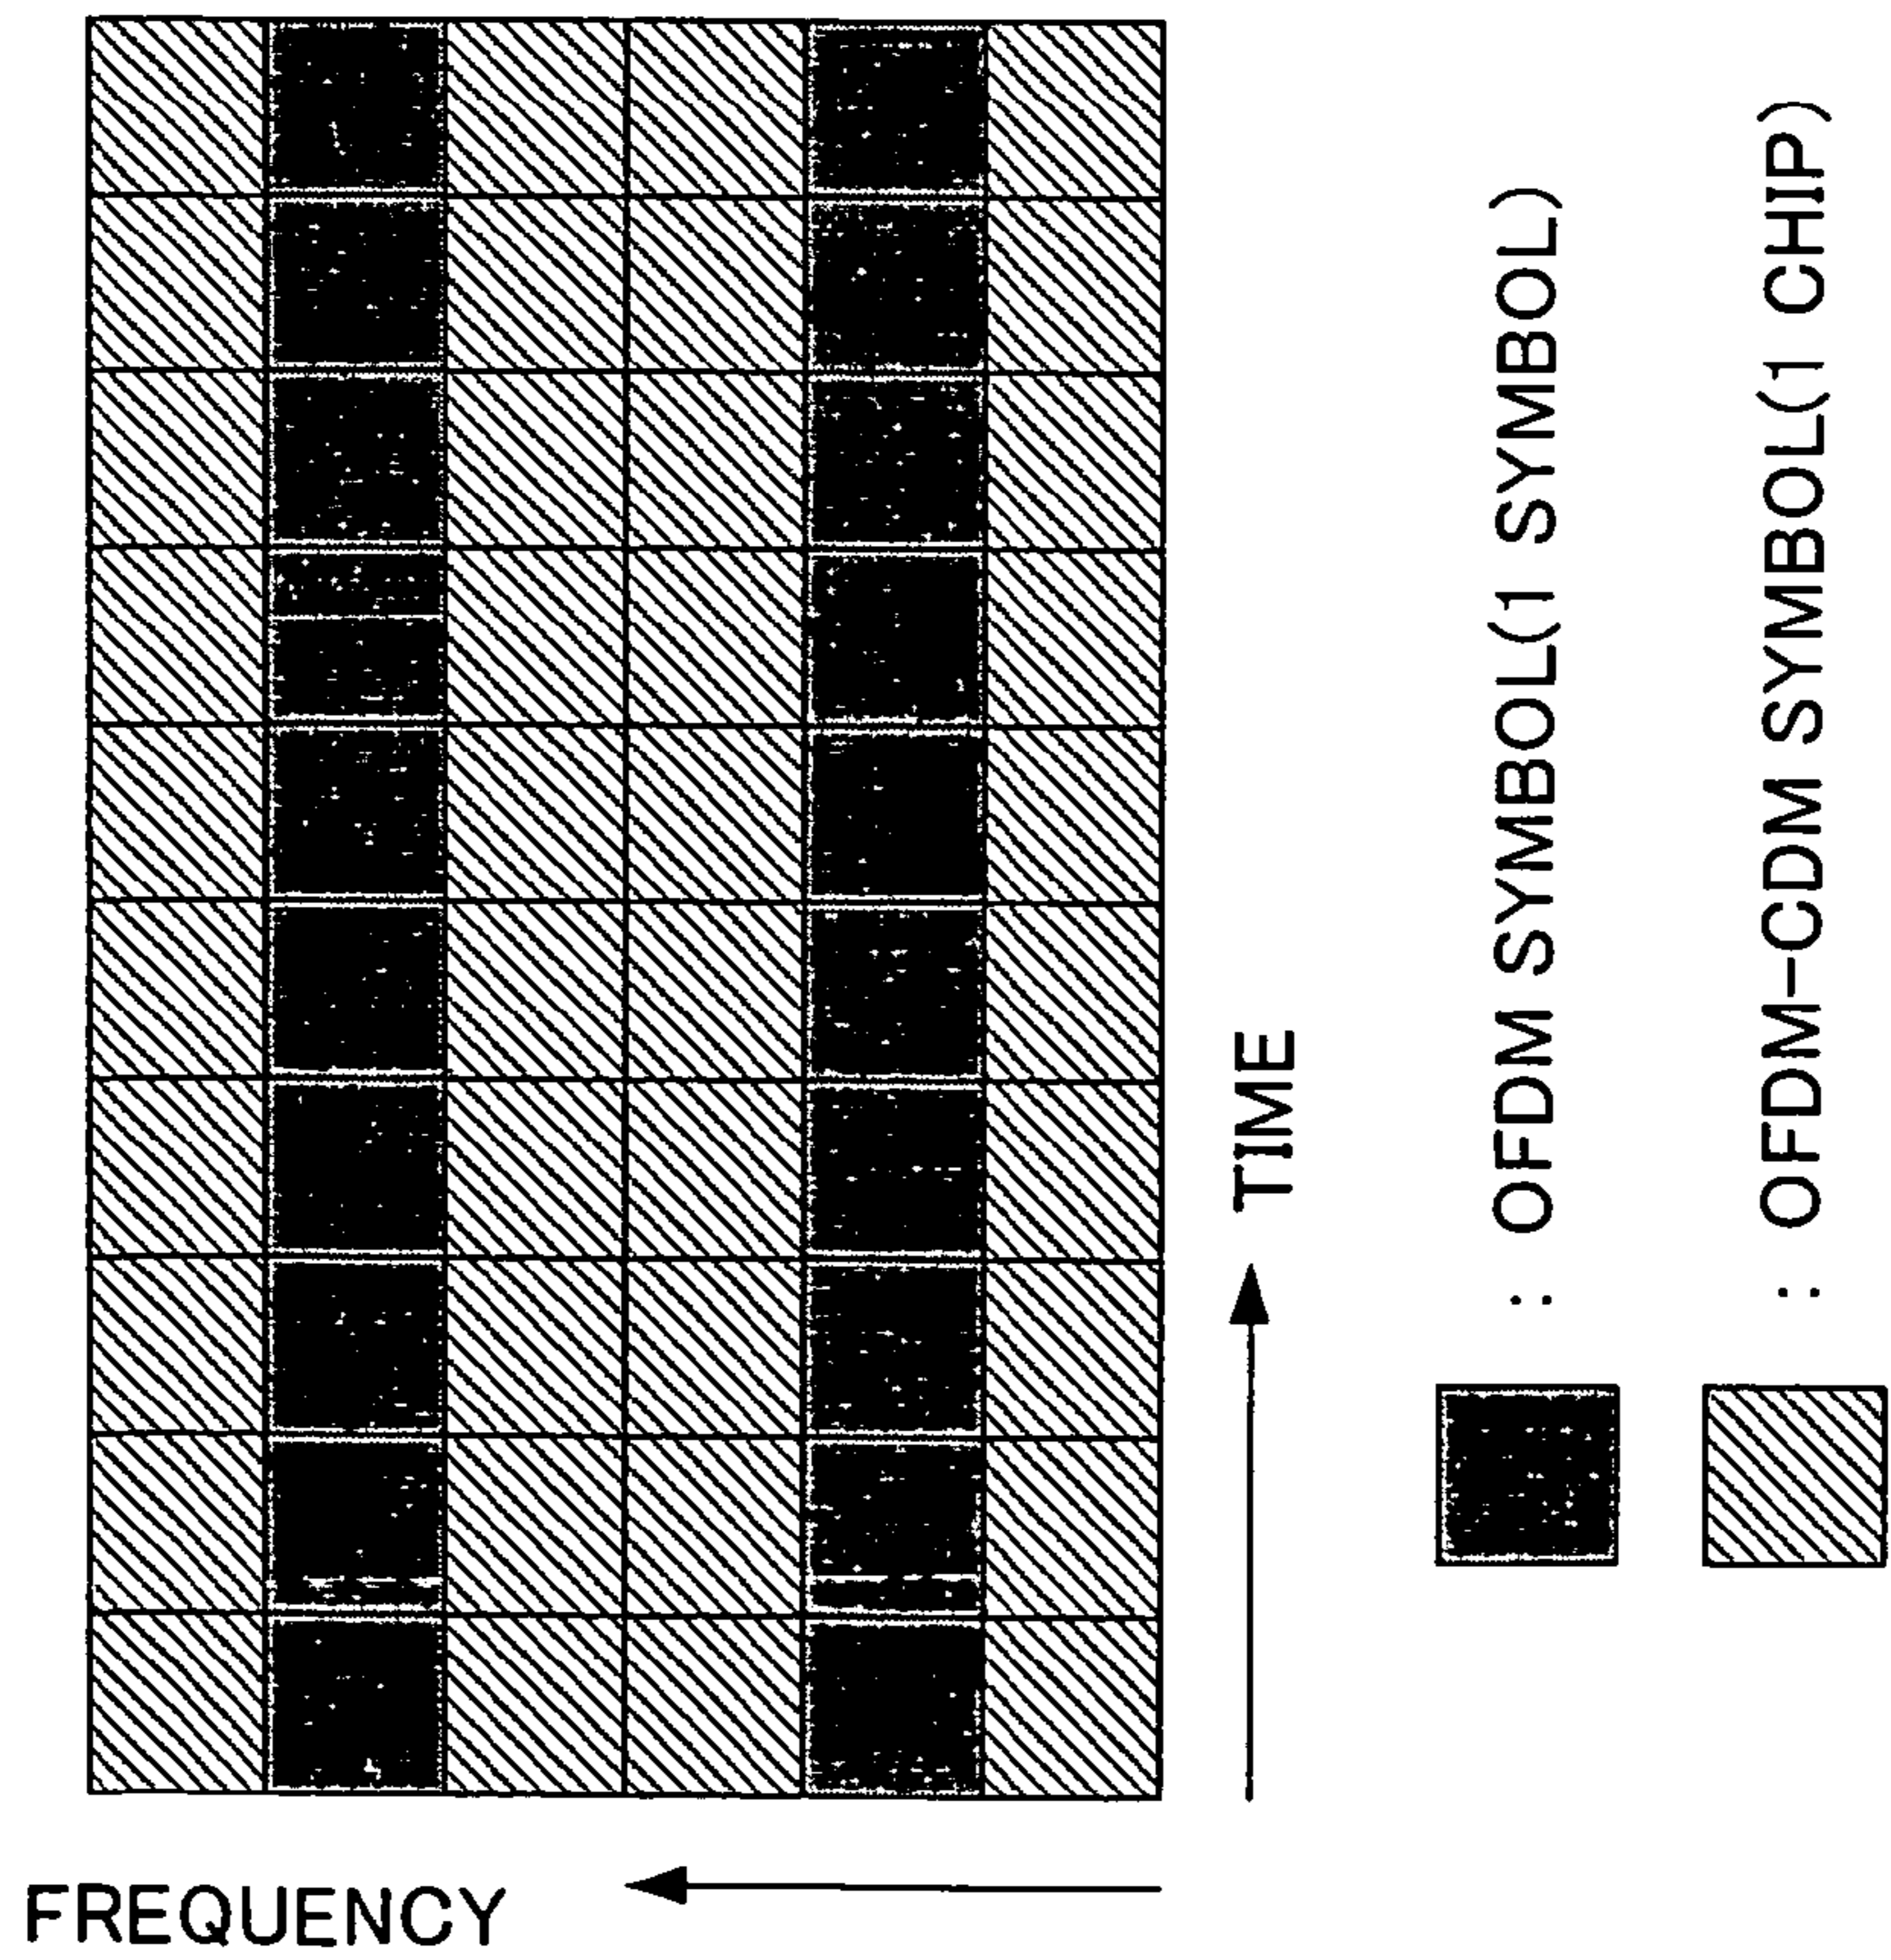 FREQUENCY
TIME
: OFDM SYMBOL(1 SYMBOL)
: OFDM-CDM SYMBOL(1 CHIP)